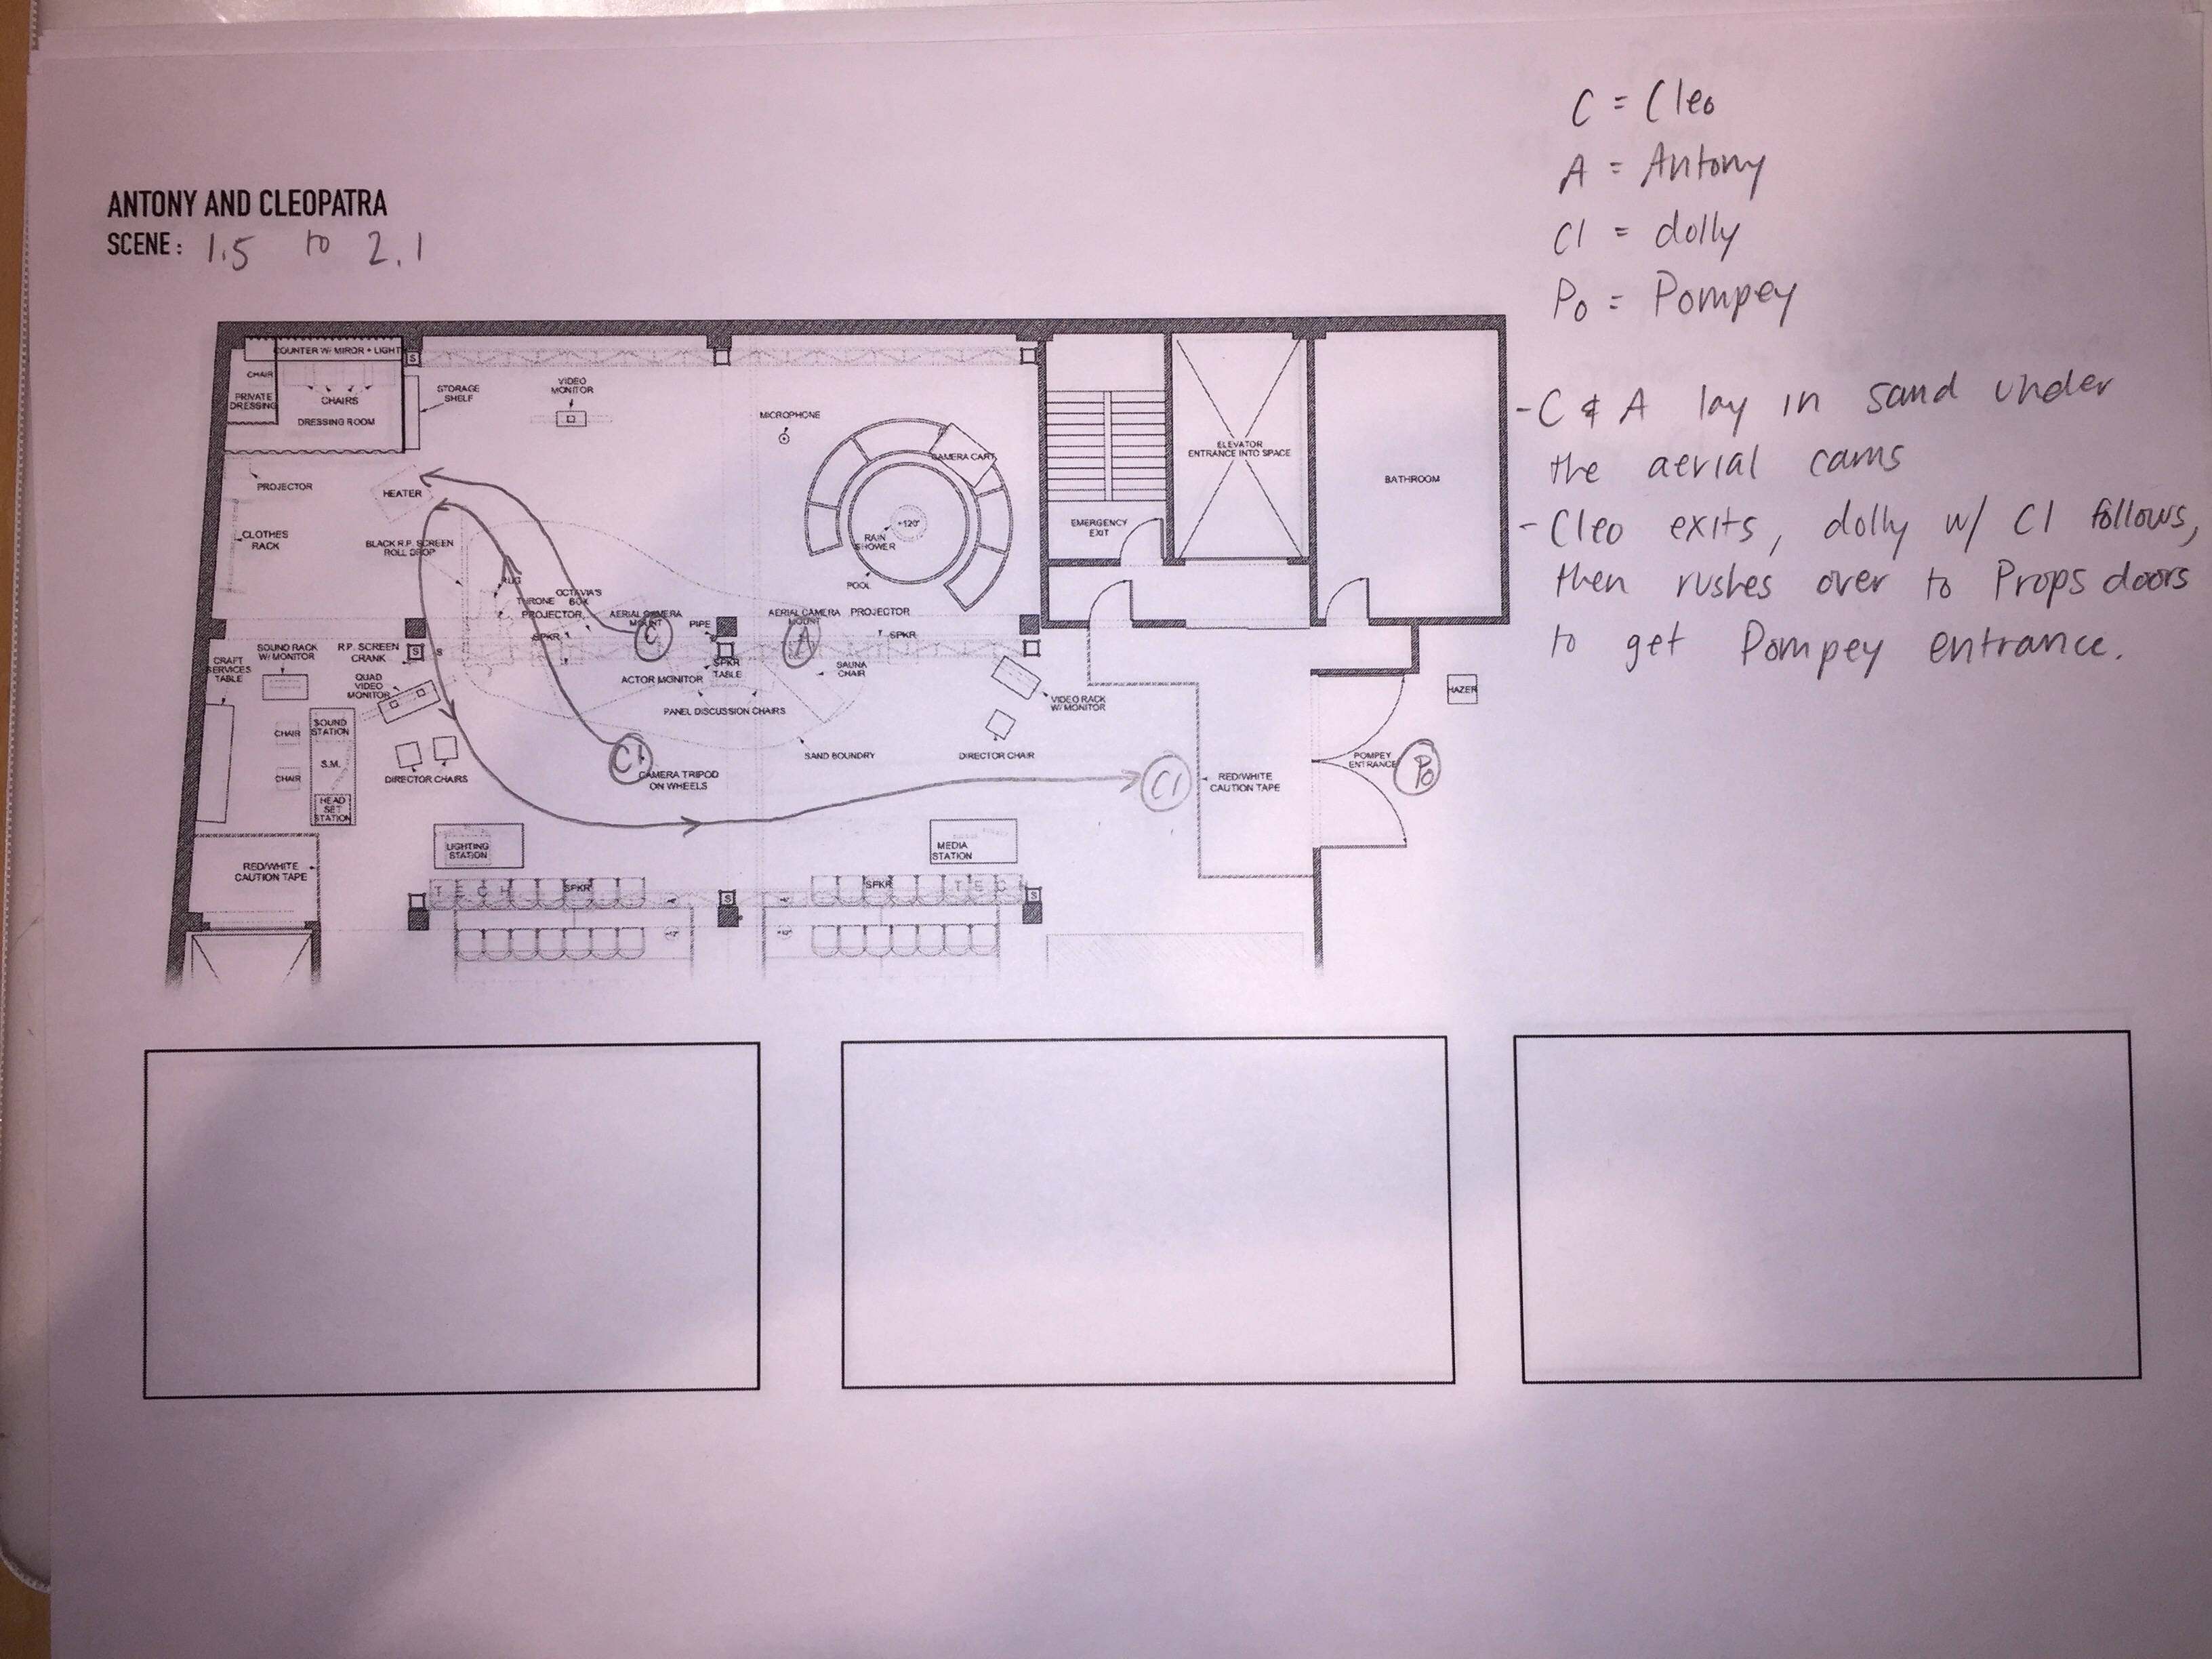 C = Cleo
A = Antony
C1 = dolly
Po = Pompey
ANTONY AND CLEOPATRA
SCENE: 1.5 to 2.1
- C & A lay in sand under
the aerial cams
- Cleo exits, dolly w/ C1 follows,
then rushes over to Props doors
to get Pompey entrance.
COUNTER W/ MIROR + LIGHT
CHAIR
PRIVATE
DRESSING
CHAIRS
DRESSING ROOM
STORAGE
SHELF
VIDEO
MONITOR
MICROPHONE
CAMERA CART
ELEVATOR
ENTRANCE INTO SPACE
BATHROOM
PROJECTOR
HEATER
CLOTHES
RACK
BLACK R.P. SCREEN
ROLL DROP
+120"
RAIN
SHOWER
POOL
EMERGENCY
EXIT
RUG
THRONE
OCTAVIA'S
BOX
PROJECTOR
SPKR
AERIAL CAMERA
MOUNT
C
PIPE
AERIAL CAMERA
MOUNT
A
PROJECTOR
SPKR
CRAFT
SERVICES
TABLE
SOUND RACK
W/ MONITOR
R.P. SCREEN
CRANK
S
S
S
QUAD
VIDEO
MONITOR
ACTOR MONITOR
SPKR
TABLE
SAUNA
CHAIR
PANEL DISCUSSION CHAIRS
VIDEO RACK
W/ MONITOR
HAZER
CHAIR
SOUND
STATION
S.M.
CHAIR
HEAD
SET
STATION
DIRECTOR CHAIRS
C1
CAMERA TRIPOD
ON WHEELS
SAND BOUNDRY
DIRECTOR CHAIR
C1
RED/WHITE
CAUTION TAPE
POMPEY
ENTRANCE
Po
LIGHTING
STATION
MEDIA
STATION
RED/WHITE
CAUTION TAPE
TECH
SPKR
S
SPKR
TEC
S